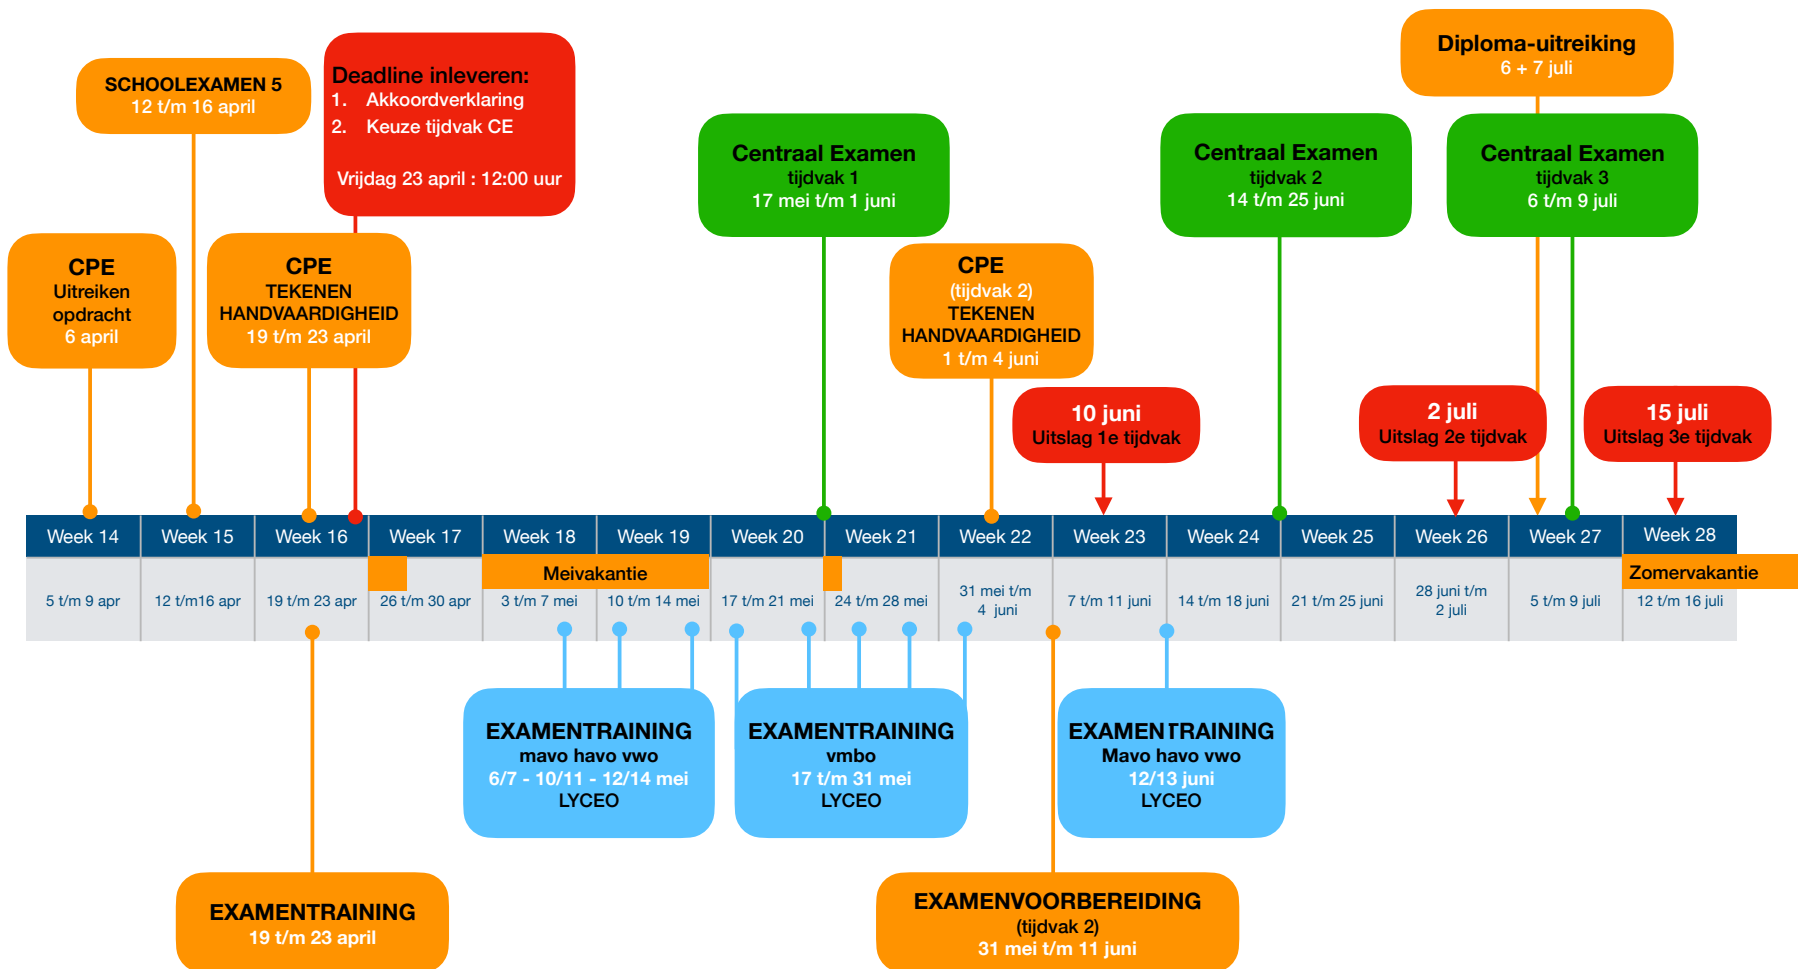 Diploma-uitreiking
6 + 7 juli
SCHOOLEXAMEN 5
12 t/m 16 april
Deadline inleveren:
1. Akkoordverklaring
2. Keuze tijdvak CE
Vrijdag 23 april : 12:00 uur
Centraal Examen
tijdvak 1
17 mei t/m 1 juni
Centraal Examen
tijdvak 2
14 t/m 25 juni
Centraal Examen
tijdvak 3
6 t/m 9 juli
CPE
Uitreiken
opdracht
6 april
CPE
TEKENEN
HANDVAARDIGHEID
19 t/m 23 april
CPE
(tijdvak 2)
TEKENEN
HANDVAARDIGHEID
1 t/m 4 juni
10 juni
Uitslag 1e tijdvak
2 juli
Uitslag 2e tijdvak
15 juli
Uitslag 3e tijdvak
Week 14 Week 15 Week 16 Week 17 Week 18 Week 19 Week 20 Week 21 Week 22 Week 23 Week 24 Week 25 Week 26 Week 27 Week 28
Meivakantie
Zomervakantie
5 t/m 9 apr 12 t/m16 apr 19 t/m 23 apr 26 t/m 30 apr 3 t/m 7 mei 10 t/m 14 mei 17 t/m 21 mei 24 t/m 28 mei 31 mei t/m
4 juni 7 t/m 11 juni 14 t/m 18 juni 21 t/m 25 juni 28 juni t/m
2 juli 5 t/m 9 juli 12 t/m 16 juli
EXAMENTRAINING
mavo havo vwo
6/7 - 10/11 - 12/14 mei
LYCEO
EXAMENTRAINING
vmbo
17 t/m 31 mei
LYCEO
EXAMENTRAINING
Mavo havo vwo
12/13 juni
LYCEO
EXAMENTRAINING
19 t/m 23 april
EXAMENVOORBEREIDING
(tijdvak 2)
31 mei t/m 11 juni